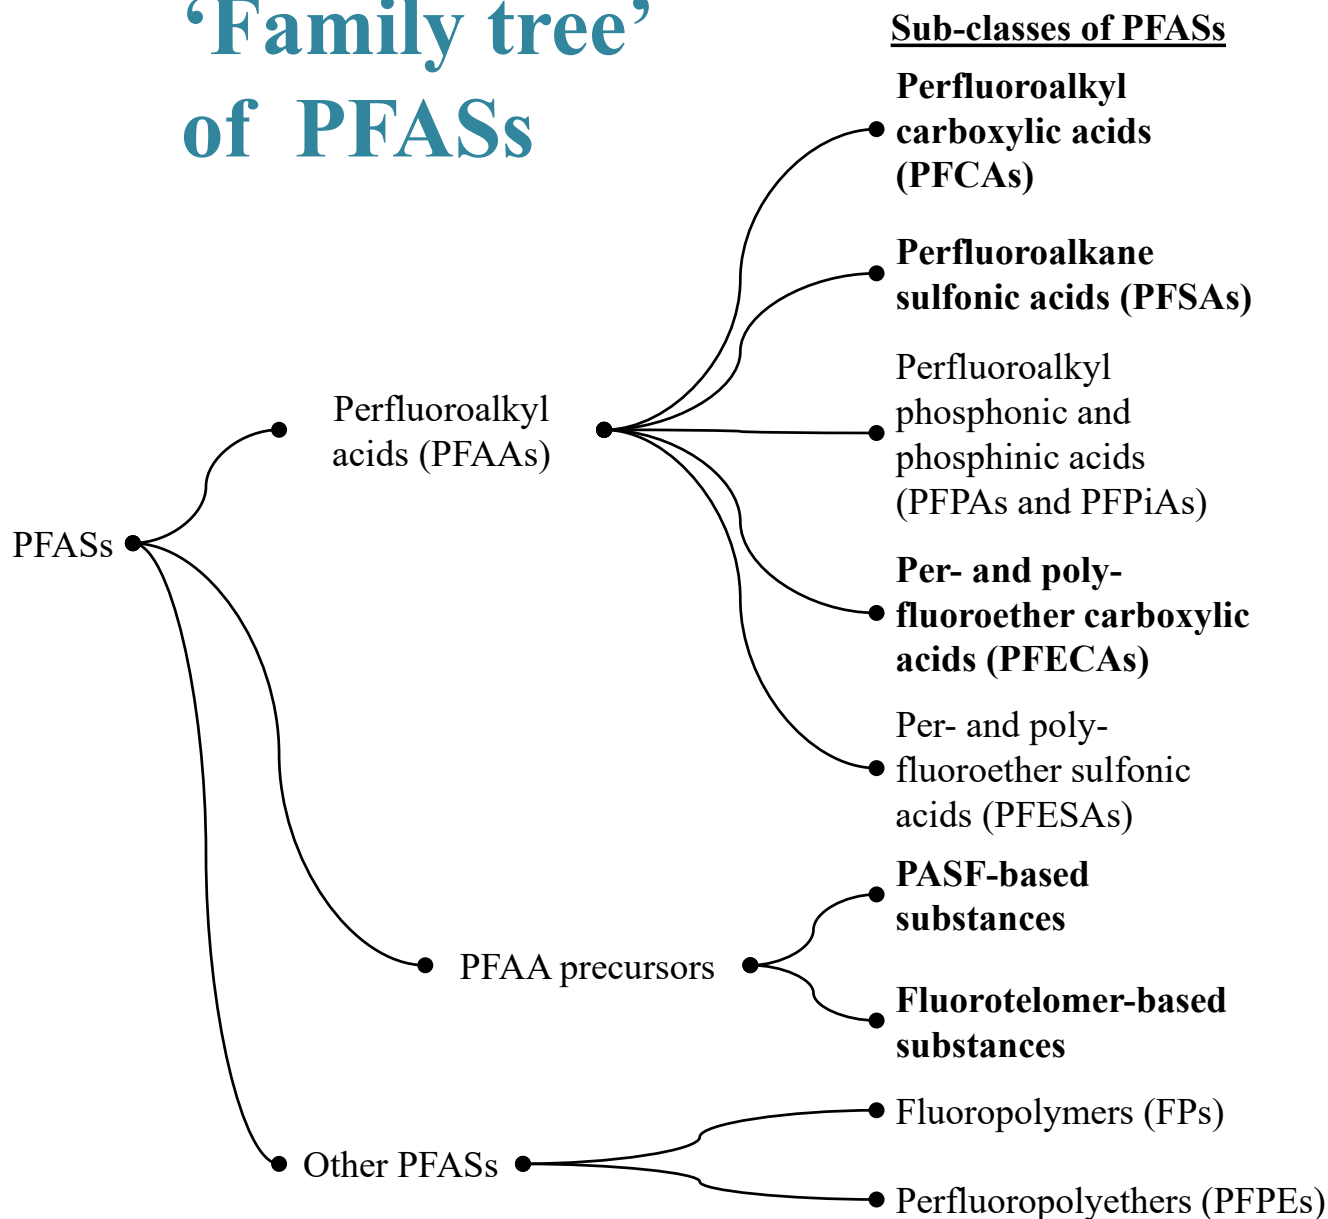 ‘Family tree’
of PFASs
Sub-classes of PFASs
Perfluoroalkyl
carboxylic acids
(PFCAs)
Perfluoroalkane
sulfonic acids (PFSAs)
Perfluoroalkyl
phosphonic and
phosphinic acids
(PFPAs and PFPiAs)
Per- and poly-
fluoroether carboxylic
acids (PFECAs)
Per- and poly-
fluoroether sulfonic
acids (PFESAs)
Perfluoroalkyl
acids (PFAAs)
PFASs
PASF-based
substances
PFAA precursors
Fluorotelomer-based
substances
Fluoropolymers (FPs)
Other PFASs
Perfluoropolyethers (PFPEs)